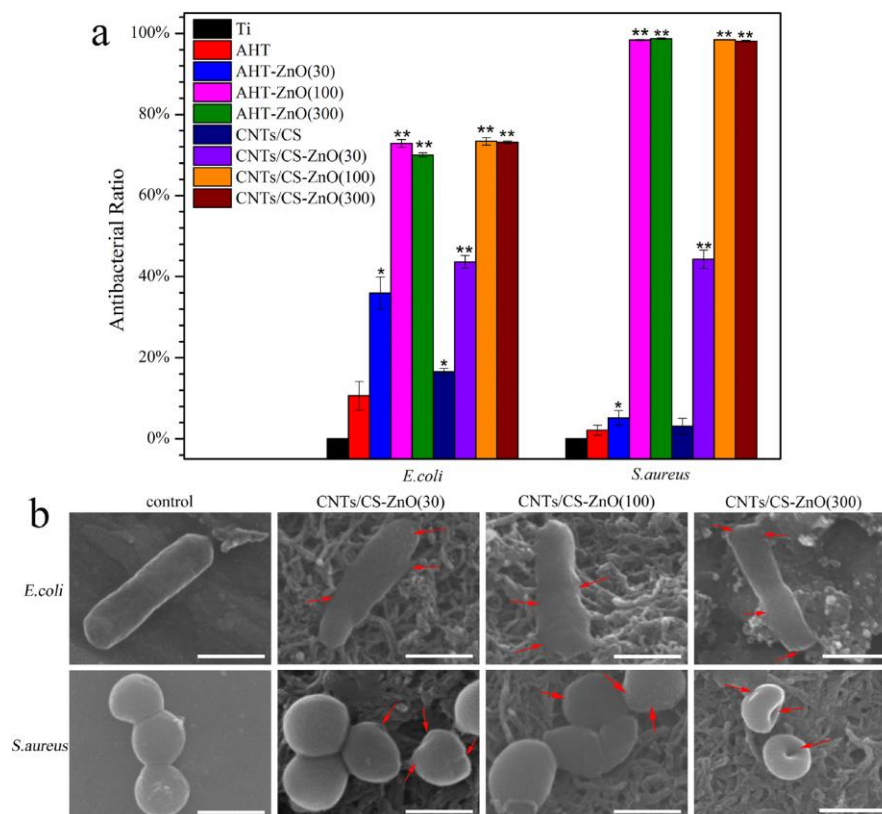 a
100%
80%
60%
40%
20%
0%
Antibacterial Ratio
Ti
AHT
AHT-ZnO(30)
AHT-ZnO(100)
AHT-ZnO(300)
CNTs/CS
CNTs/CS-ZnO(30)
CNTs/CS-ZnO(100)
CNTs/CS-ZnO(300)
* ** ** * ** ** **
* ** ** ** ** **
E.coli S.aureus
b
control CNTs/CS-ZnO(30) CNTs/CS-ZnO(100) CNTs/CS-ZnO(300)
E.coli
S.aureus